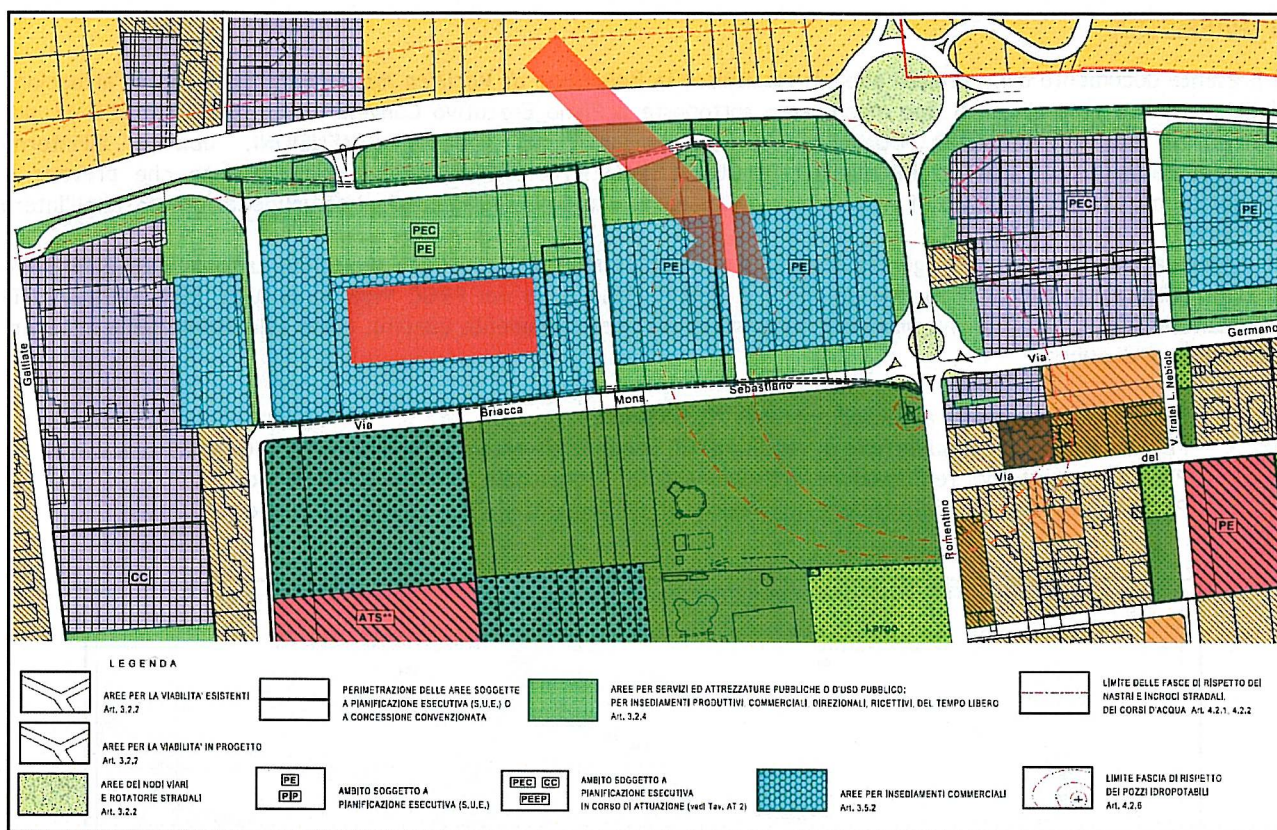 PEC
PE
PE
PE
PEC
PE
Galliate
Via
Briacca
Mons.
Sebastiano
Via
Germano
V. fratel L. Nebiolo
Via
del
Romentino
PE
CC
ATS**
Largo
LEGENDA
AREE PER LA VIABILITA' ESISTENTI
Art. 3.2.2
PERIMETRAZIONE DELLE AREE SOGGETTE
A PIANIFICAZIONE ESECUTIVA (S.U.E.) O
A CONCESSIONE CONVENZIONATA
AREE PER SERVIZI ED ATTREZZATURE PUBBLICHE O D'USO PUBBLICO;
PER INSEDIAMENTI PRODUTTIVI, COMMERCIALI, DIREZIONALI, RICETTIVI, DEL TEMPO LIBERO
Art. 3.2.4
LIMITE DELLE FASCE DI RISPETTO DEI
NASTRI E INCROCI STRADALI,
DEI CORSI D'ACQUA Art. 4.2.1, 4.2.2
AREE PER LA VIABILITA' IN PROGETTO
Art. 3.2.2
AREE DEI NODI VIARI
E ROTATORIE STRADALI
Art. 3.2.2
PE
PIP
AMBITO SOGGETTO A
PIANIFICAZIONE ESECUTIVA (S.U.E.)
PEC CC
PEEP
AMBITO SOGGETTO A
PIANIFICAZIONE ESECUTIVA
IN CORSO DI ATTUAZIONE (vedi Tav. AT 2)
AREE PER INSEDIAMENTI COMMERCIALI
Art. 3.5.2
LIMITE FASCIA DI RISPETTO
DEI POZZI IDROPOTABILI
Art. 4.2.6